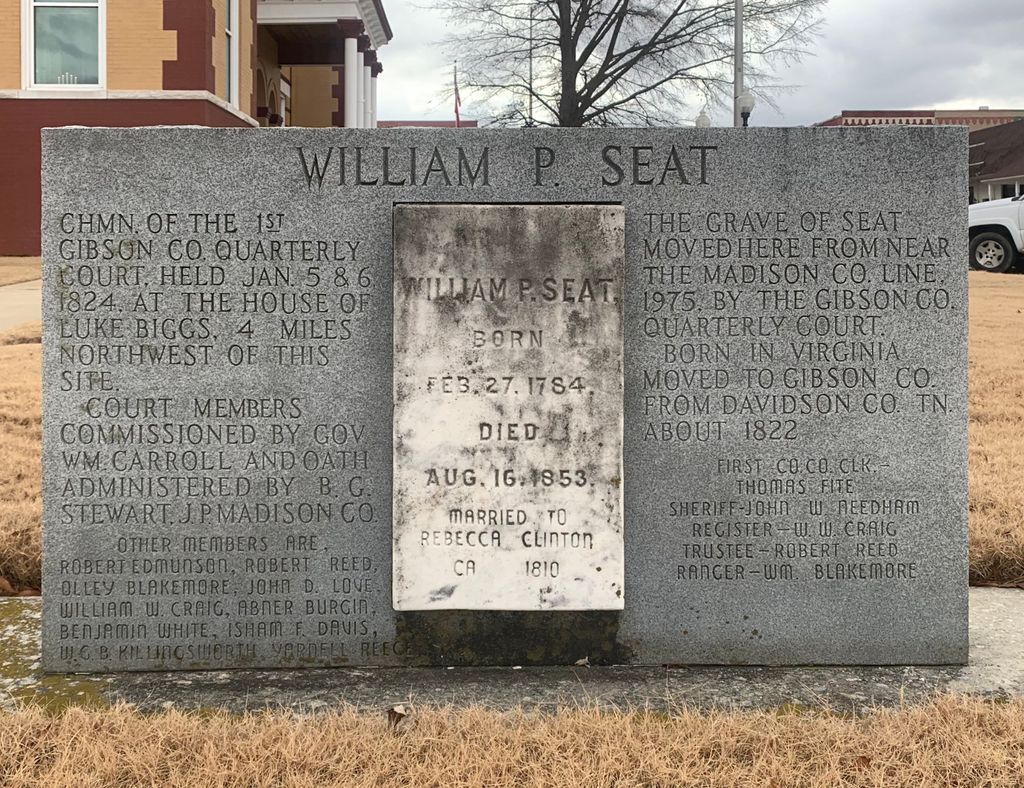 WILLIAM P. SEAT
CHMN. OF THE 1ST
GIBSON CO. QUARTERLY
COURT, HELD JAN. 5 & 6
1824, AT THE HOUSE OF
LUKE BIGGS, 4 MILES
NORTHWEST OF THIS
SITE.
COURT MEMBERS
COMMISSIONED BY GOV.
WM. CARROLL AND OATH
ADMINISTERED BY B. G.
STEWART, J.P. MADISON CO.
OTHER MEMBERS ARE,
ROBERT EDMUNSON, ROBERT REED,
OLLEY BLAKEMORE, JOHN D. LOVE
WILLIAM W. CRAIG, ABNER BURGIN,
BENJAMIN WHITE, ISHAM F. DAVIS,
W.G.B. KILLINGSWORTH, YARNELL REECE
WILLIAM P. SEAT.
BORN
FEB. 27, 1784.
DIED
AUG. 16, 1853.
MARRIED TO
REBECCA CLINTON
CA 1810
THE GRAVE OF SEAT
MOVED HERE FROM NEAR
THE MADISON CO. LINE,
1975, BY THE GIBSON CO.
QUARTERLY COURT.
BORN IN VIRGINIA
MOVED TO GIBSON CO.
FROM DAVIDSON CO. TN.
ABOUT 1822
FIRST CO. CO. CLK.-
THOMAS FITE
SHERIFF-JOHN W. NEEDHAM
REGISTER-W. W. CRAIG
TRUSTEE-ROBERT REED
RANGER-WM. BLAKEMORE